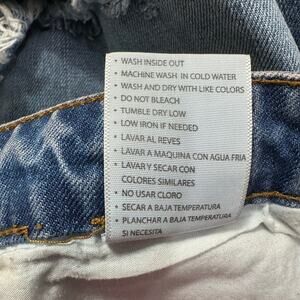 • WASH INSIDE OUT
• MACHINE WASH IN COLD WATER
• WASH AND DRY WITH LIKE COLORS
• DO NOT BLEACH
• TUMBLE DRY LOW
• LOW IRON IF NEEDED
• LAVAR AL REVES
• LAVAR A MAQUINA CON AGUA FRIA
• LAVAR Y SECAR CON
COLORES SIMILARES
• NO USAR CLORO
• SECAR A BAJA TEMPERATURA
• PLANCHAR A BAJA TEMPERATURA
SI NECESITA